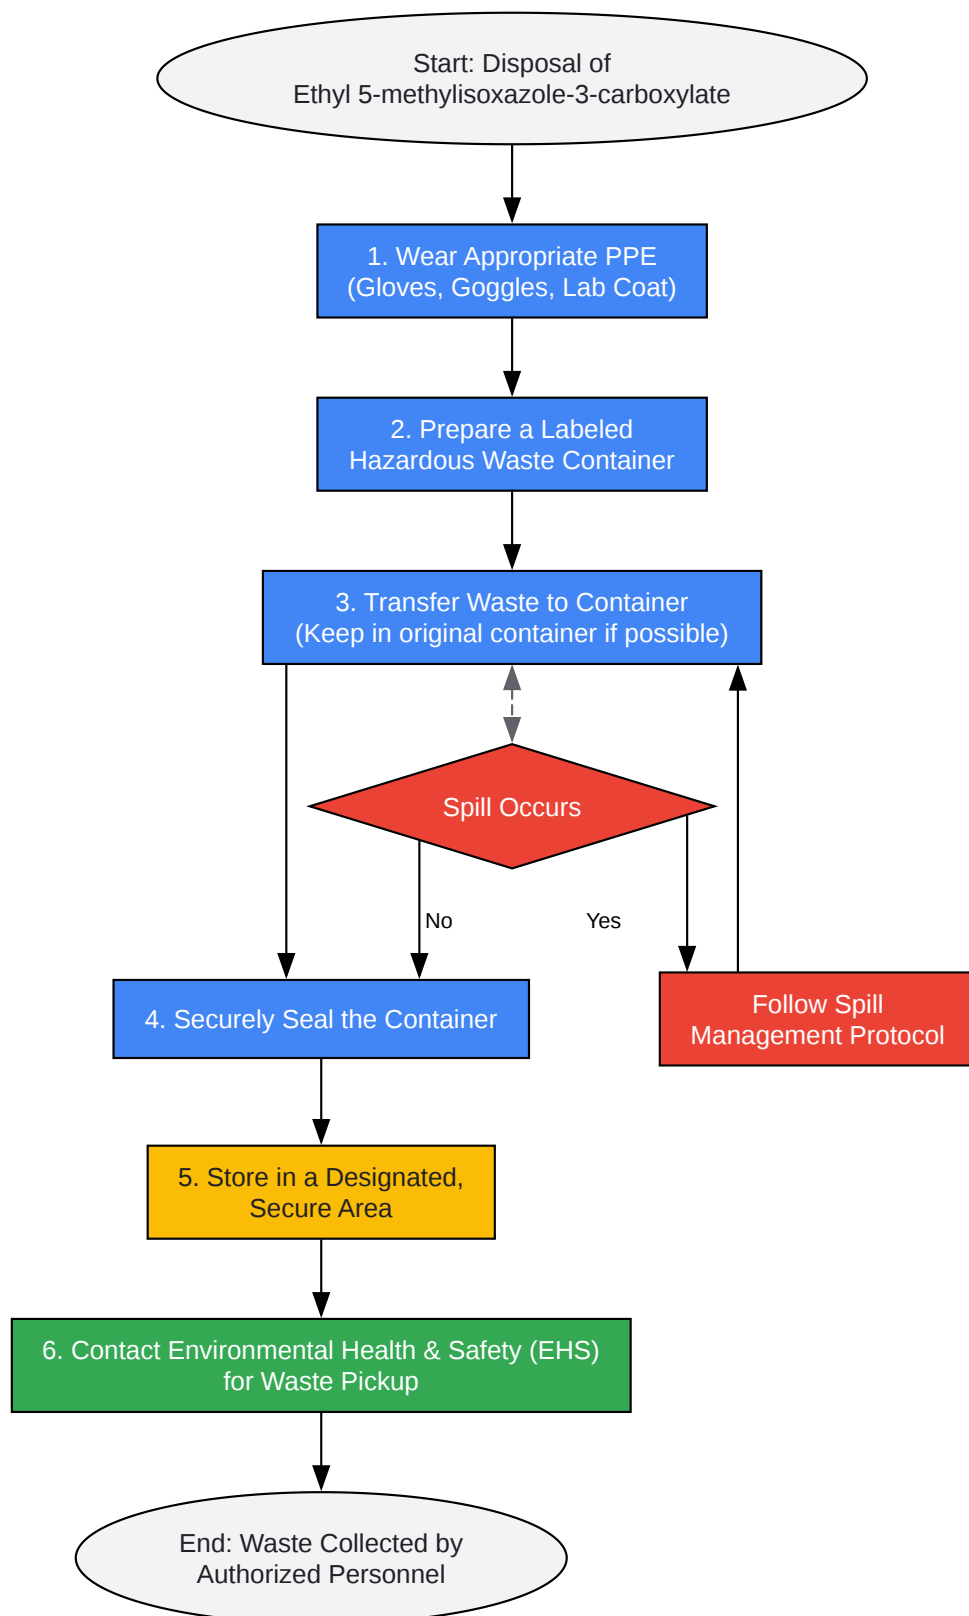 Start: Disposal of
Ethyl 5-methylisoxazole-3-carboxylate
1. Wear Appropriate PPE
(Gloves, Goggles, Lab Coat)
2. Prepare a Labeled
Hazardous Waste Container
3. Transfer Waste to Container
(Keep in original container if possible)
Spill Occurs
No
Yes
4. Securely Seal the Container
Follow Spill
Management Protocol
5. Store in a Designated,
Secure Area
6. Contact Environmental Health & Safety (EHS)
for Waste Pickup
End: Waste Collected by
Authorized Personnel